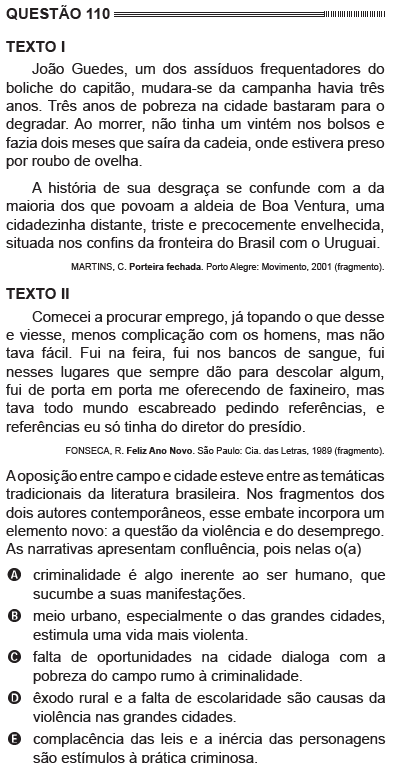 QUESTÃO 110
TEXTO I
João Guedes, um dos assíduos frequentadores do
boliche do capitão, mudara-se da campanha havia três
anos. Três anos de pobreza na cidade bastaram para o
degradar. Ao morrer, não tinha um vintém nos bolsos e
fazia dois meses que saíra da cadeia, onde estivera preso
por roubo de ovelha.
A história de sua desgraça se confunde com a da
maioria dos que povoam a aldeia de Boa Ventura, uma
cidadezinha distante, triste e precocemente envelhecida,
situada nos confins da fronteira do Brasil com o Uruguai.
MARTINS, C. Porteira fechada. Porto Alegre: Movimento, 2001 (fragmento).
TEXTO II
Comecei a procurar emprego, já topando o que desse
e viesse, menos complicação com os homens, mas não
tava fácil. Fui na feira, fui nos bancos de sangue, fui
nesses lugares que sempre dão para descolar algum,
fui de porta em porta me oferecendo de faxineiro, mas
tava todo mundo escabreado pedindo referências, e
referências eu só tinha do diretor do presídio.
FONSECA, R. Feliz Ano Novo. São Paulo: Cia. das Letras, 1989 (fragmento).
A oposição entre campo e cidade esteve entre as temáticas
tradicionais da literatura brasileira. Nos fragmentos dos
dois autores contemporâneos, esse embate incorpora um
elemento novo: a questão da violência e do desemprego.
As narrativas apresentam confluência, pois nelas o(a)
A criminalidade é algo inerente ao ser humano, que
sucumbe a suas manifestações.
B meio urbano, especialmente o das grandes cidades,
estimula uma vida mais violenta.
C falta de oportunidades na cidade dialoga com a
pobreza do campo rumo à criminalidade.
D êxodo rural e a falta de escolaridade são causas da
violência nas grandes cidades.
E complacência das leis e a inércia das personagens
são estímulos à prática criminosa.